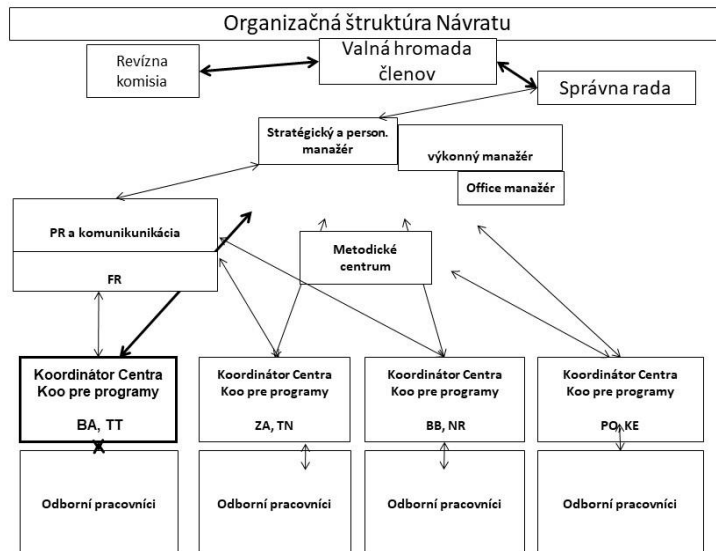 Organizačná štruktúra Návratu
Revízna
komisia
Valná hromada
členov
Správna rada
Stratégický a person.
manažér
výkonný manažér
Office manažér
PR a komunikunikácia
FR
Metodické
centrum
Koordinátor Centra
Koo pre programy
BA, TT
Koordinátor Centra
Koo pre programy
ZA, TN
Koordinátor Centra
Koo pre programy
BB, NR
Koordinátor Centra
Koo pre programy
PO, KE
Odborní pracovníci
Odborní pracovníci
Odborní pracovníci
Odborní pracovníci